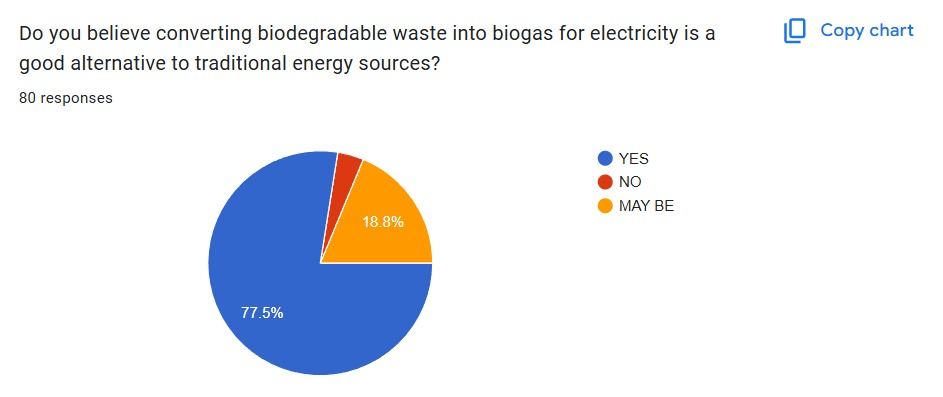 Do you believe converting biodegradable waste into biogas for electricity is a
good alternative to traditional energy sources?
Copy chart
80 responses
YES
NO
MAY BE
18.8%
77.5%